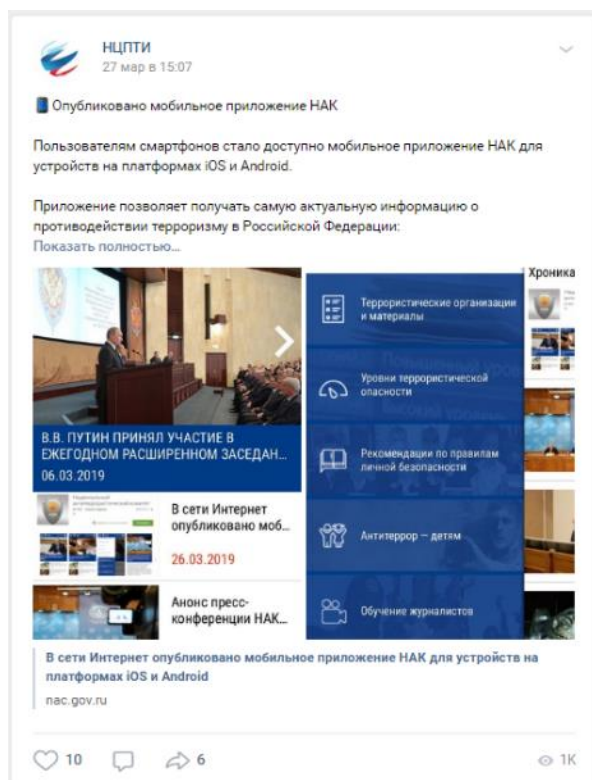 НЦПТИ
27 мар в 15:07
Опубликовано мобильное приложение НАК
Пользователям смартфонов стало доступно мобильное приложение НАК для
устройств на платформах iOS и Android.
Приложение позволяет получать самую актуальную информацию о
противодействии терроризму в Российской Федерации:
Показать полностью...
В.В. ПУТИН ПРИНЯЛ УЧАСТИЕ В
ЕЖЕГОДНОМ РАСШИРЕННОМ ЗАСЕДАН...
06.03.2019
В сети Интернет
опубликовано моб...
26.03.2019
Анонс пресс-
конференции НАК...
Террористические организации
и материалы
Уровни террористической
опасности
Рекомендации по правилам
личной безопасности
Антитеррор — детям
Обучение журналистов
Хроника
В сети Интернет опубликовано мобильное приложение НАК для устройств на
платформах iOS и Android
nac.gov.ru
10
6
1K